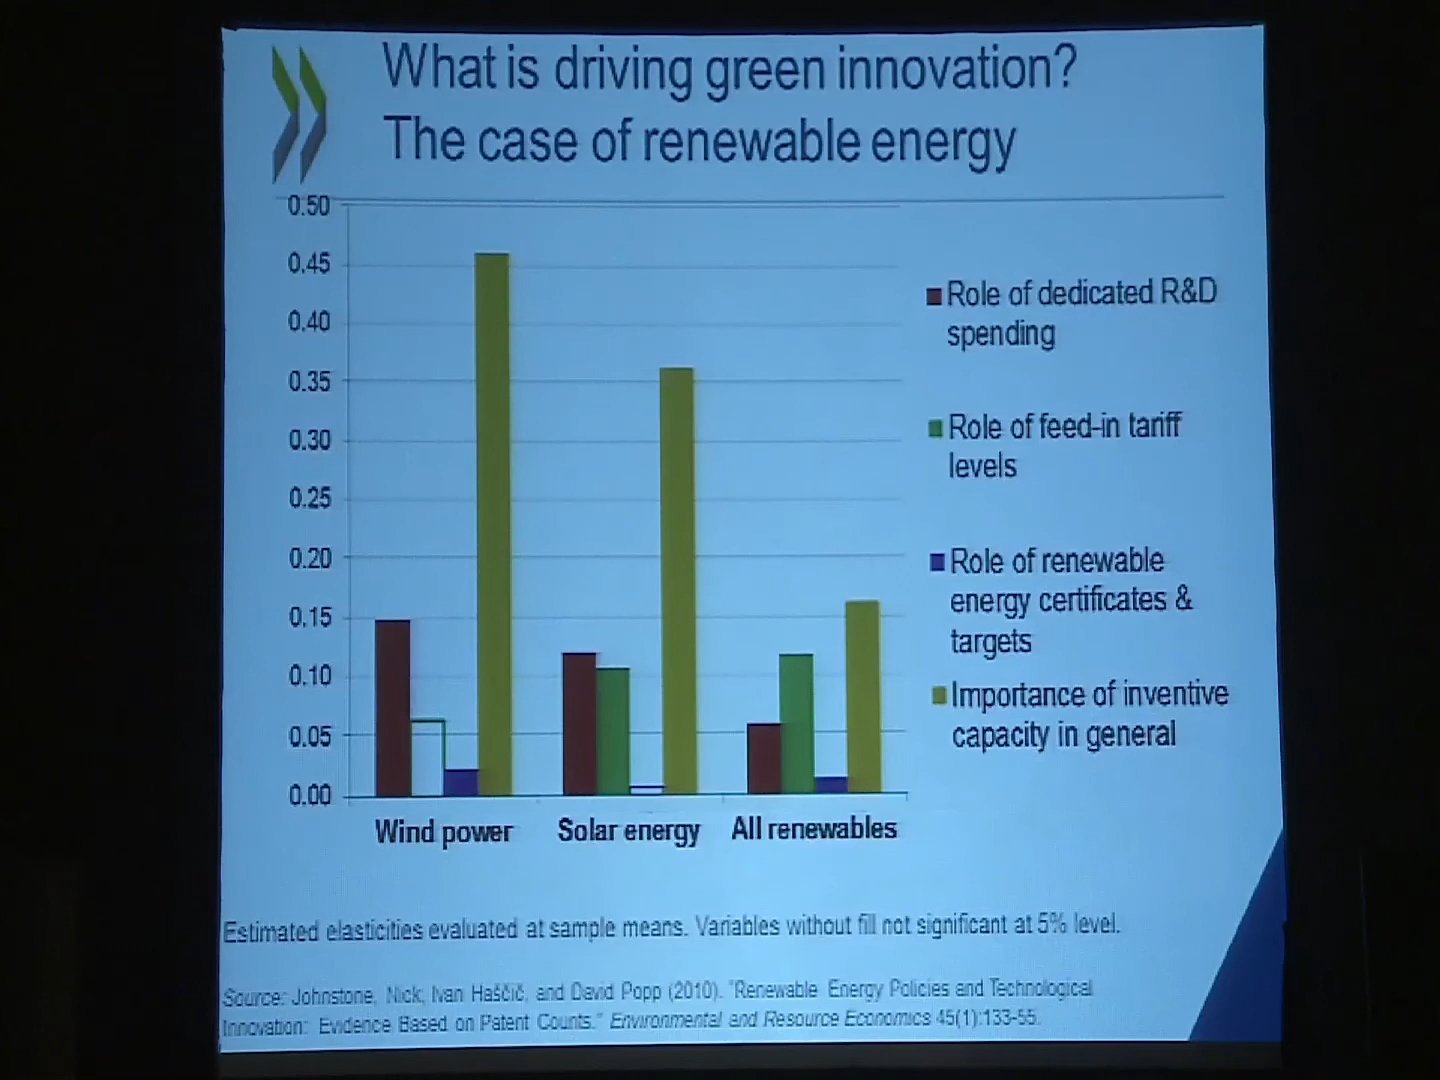 What is driving green innovation?
The case of renewable energy
0.50
0.45
0.40
0.35
0.30
0.25
0.20
0.15
0.10
0.05
0.00
Wind power
Solar energy
All renewables
Role of dedicated R&D
spending
Role of feed-in tariff
levels
Role of renewable
energy certificates &
targets
Importance of inventive
capacity in general
Estimated elasticities evaluated at sample means. Variables without fill not significant at 5% level.
Source: Johnstone, Nick, Ivan Haščič, and David Popp (2010). "Renewable Energy Policies and Technological
Innovation: Evidence Based on Patent Counts." Environmental and Resource Economics 45(1):133-55.